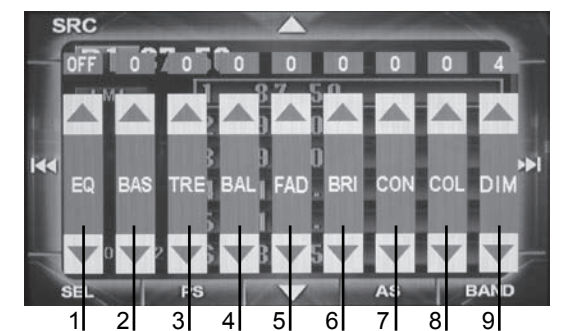 SRC
OFF 0 0 0 0 0 0 0 4
EQ BAS TRE BAL FAD BRI CON COL DIM
SEL PS AS BAND
1 2 3 4 5 6 7 8 9